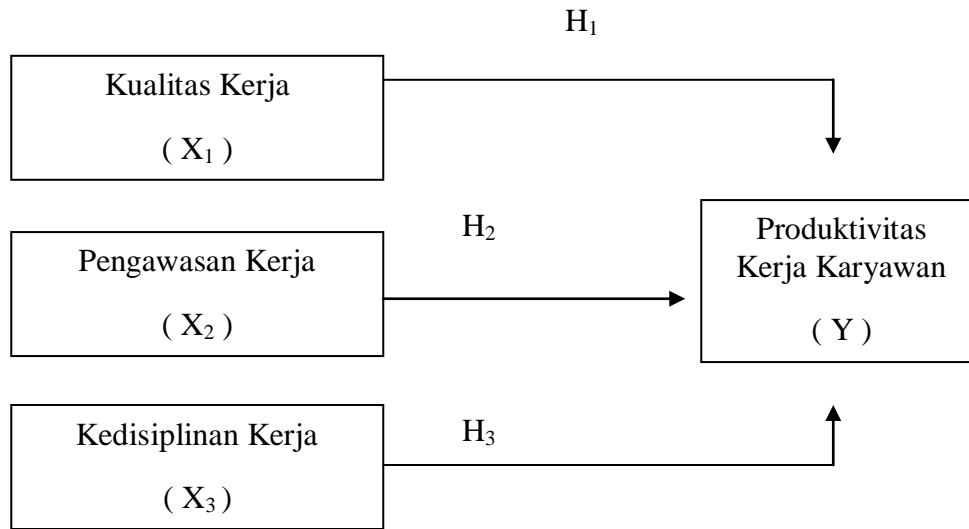 H₁
Kualitas Kerja
( X₁ )
H₂
Pengawasan Kerja
( X₂ )
Produktivitas
Kerja Karyawan
( Y )
H₃
Kedisiplinan Kerja
( X₃ )